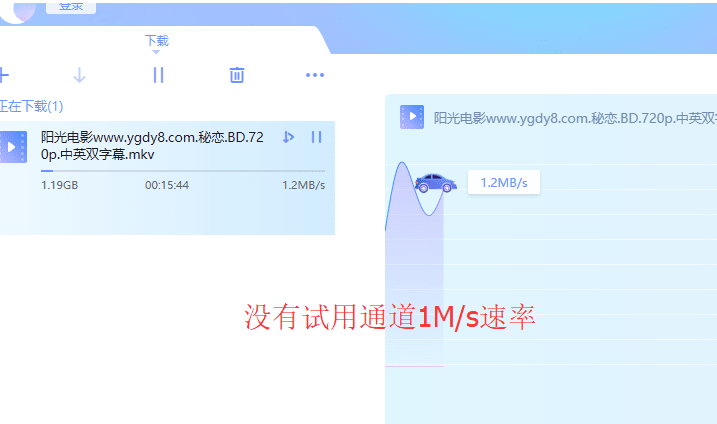 登录
下载
正在下载(1)
阳光电影www.ygdy8.com.秘恋.BD.72
0p.中英双字幕.mkv
1.19GB 00:15:44 1.2MB/s
阳光电影www.ygdy8.com.秘恋.BD.720p.中英双
1.2MB/s
没有试用通道1M/s速率